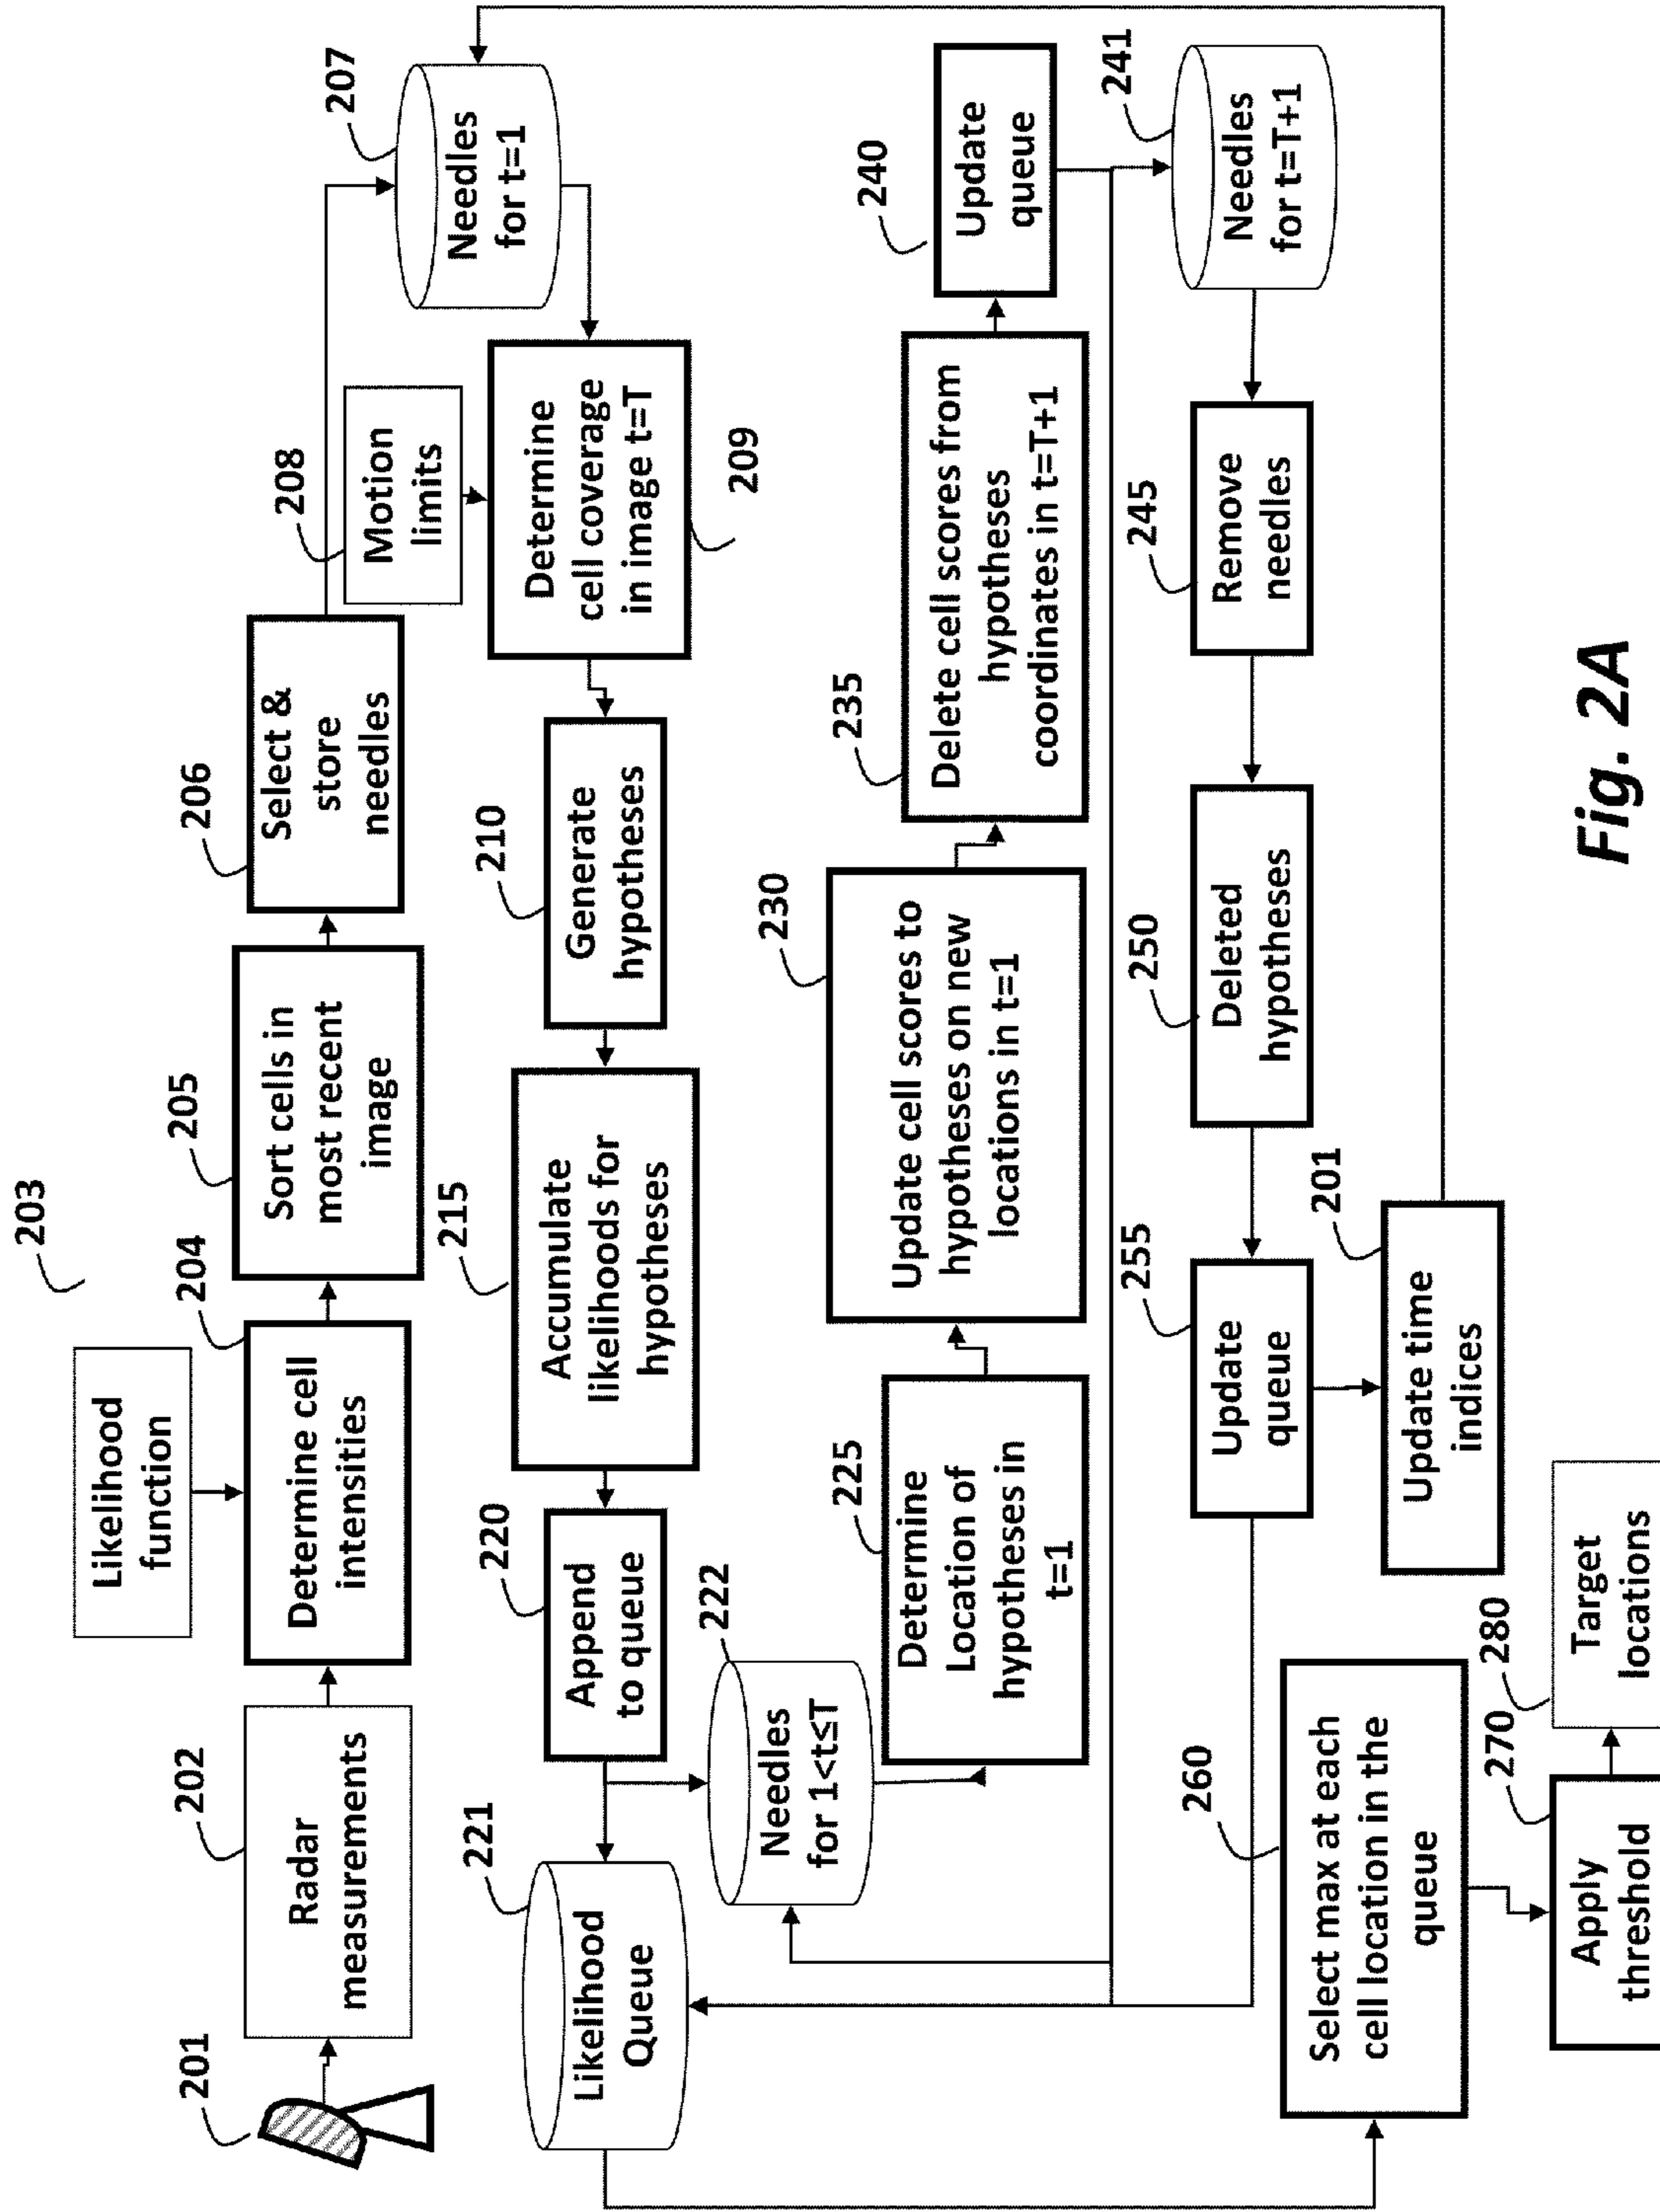 203
Likelihood
function
201
202
Radar
measurements
204
Determine cell
intensities
205
Sort cells in
most recent
image
206
Select &
store
needles
207
Needles
for t=1
208
Motion
limits
Determine
cell coverage
in image t=T
209
210
Generate
hypotheses
215
Accumulate
likelihoods for
hypotheses
220
Append
to queue
221
Likelihood
Queue
222
Needles
for 1<t≤T
225
Determine
Location of
hypotheses in
t=1
230
Update cell scores to
hypotheses on new
locations in t=1
235
Delete cell scores from
hypotheses
coordinates in t=T+1
240
Update
queue
241
Needles
for t=T+1
245
Remove
needles
250
Deleted
hypotheses
255
Update
queue
201
Update time
indices
260
Select max at each
cell location in the
queue
270
Apply
threshold
280
Target
locations
Fig. 2A